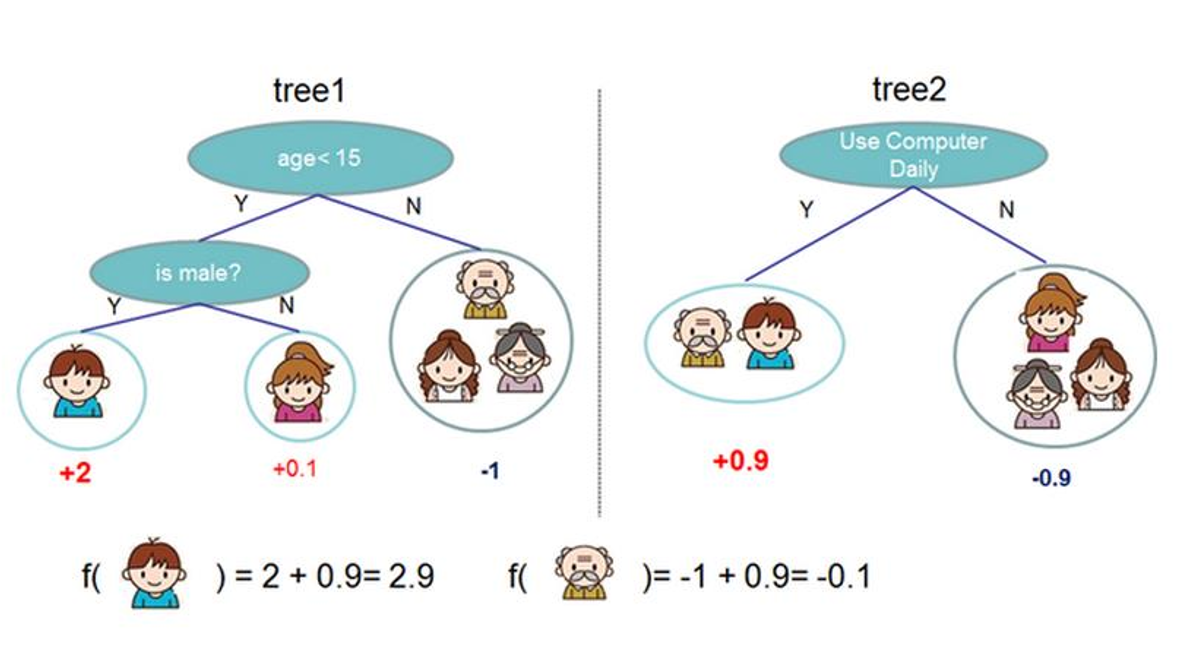 tree1
age< 15
Y
N
is male?
Y
N
+2
+0.1
-1
tree2
Use Computer
Daily
Y
N
+0.9
-0.9
f( ) = 2 + 0.9= 2.9
f( )= -1 + 0.9= -0.1